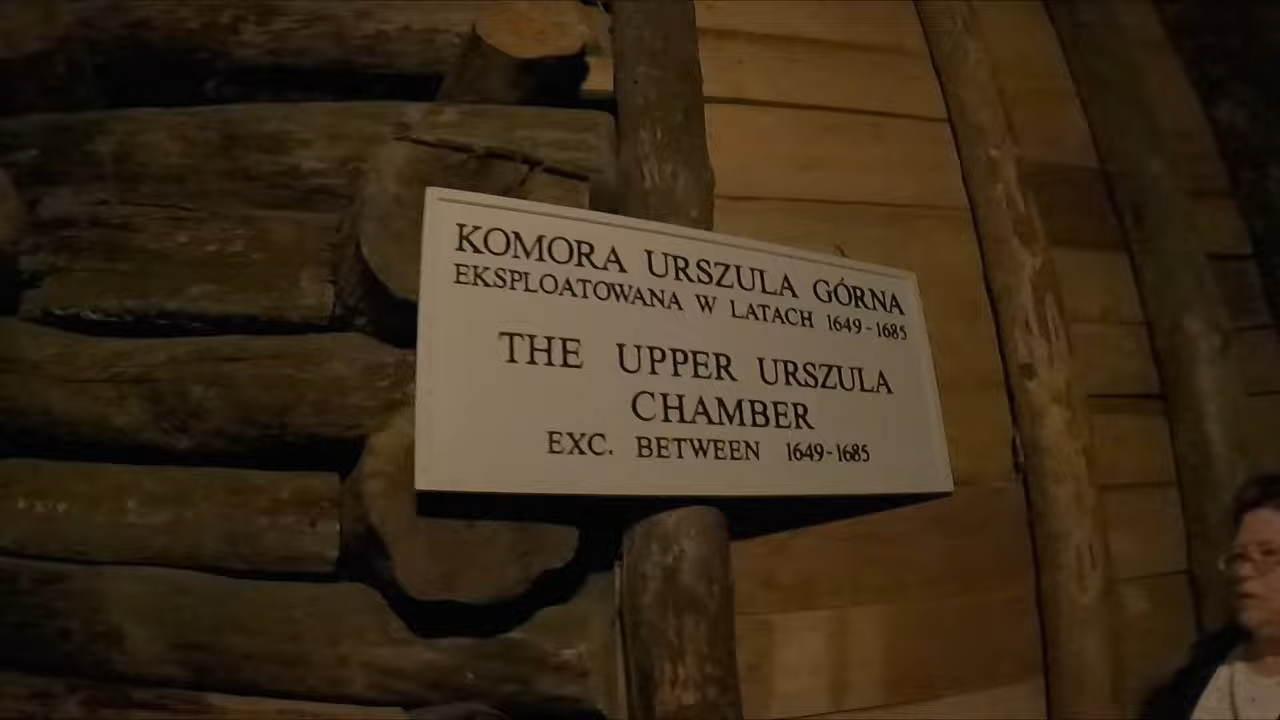 KOMORA URSZULA GÓRNA
EKSPLOATOWANA W LATACH 1649-1685
THE UPPER URSZULA
CHAMBER
EXC. BETWEEN 1649-1685